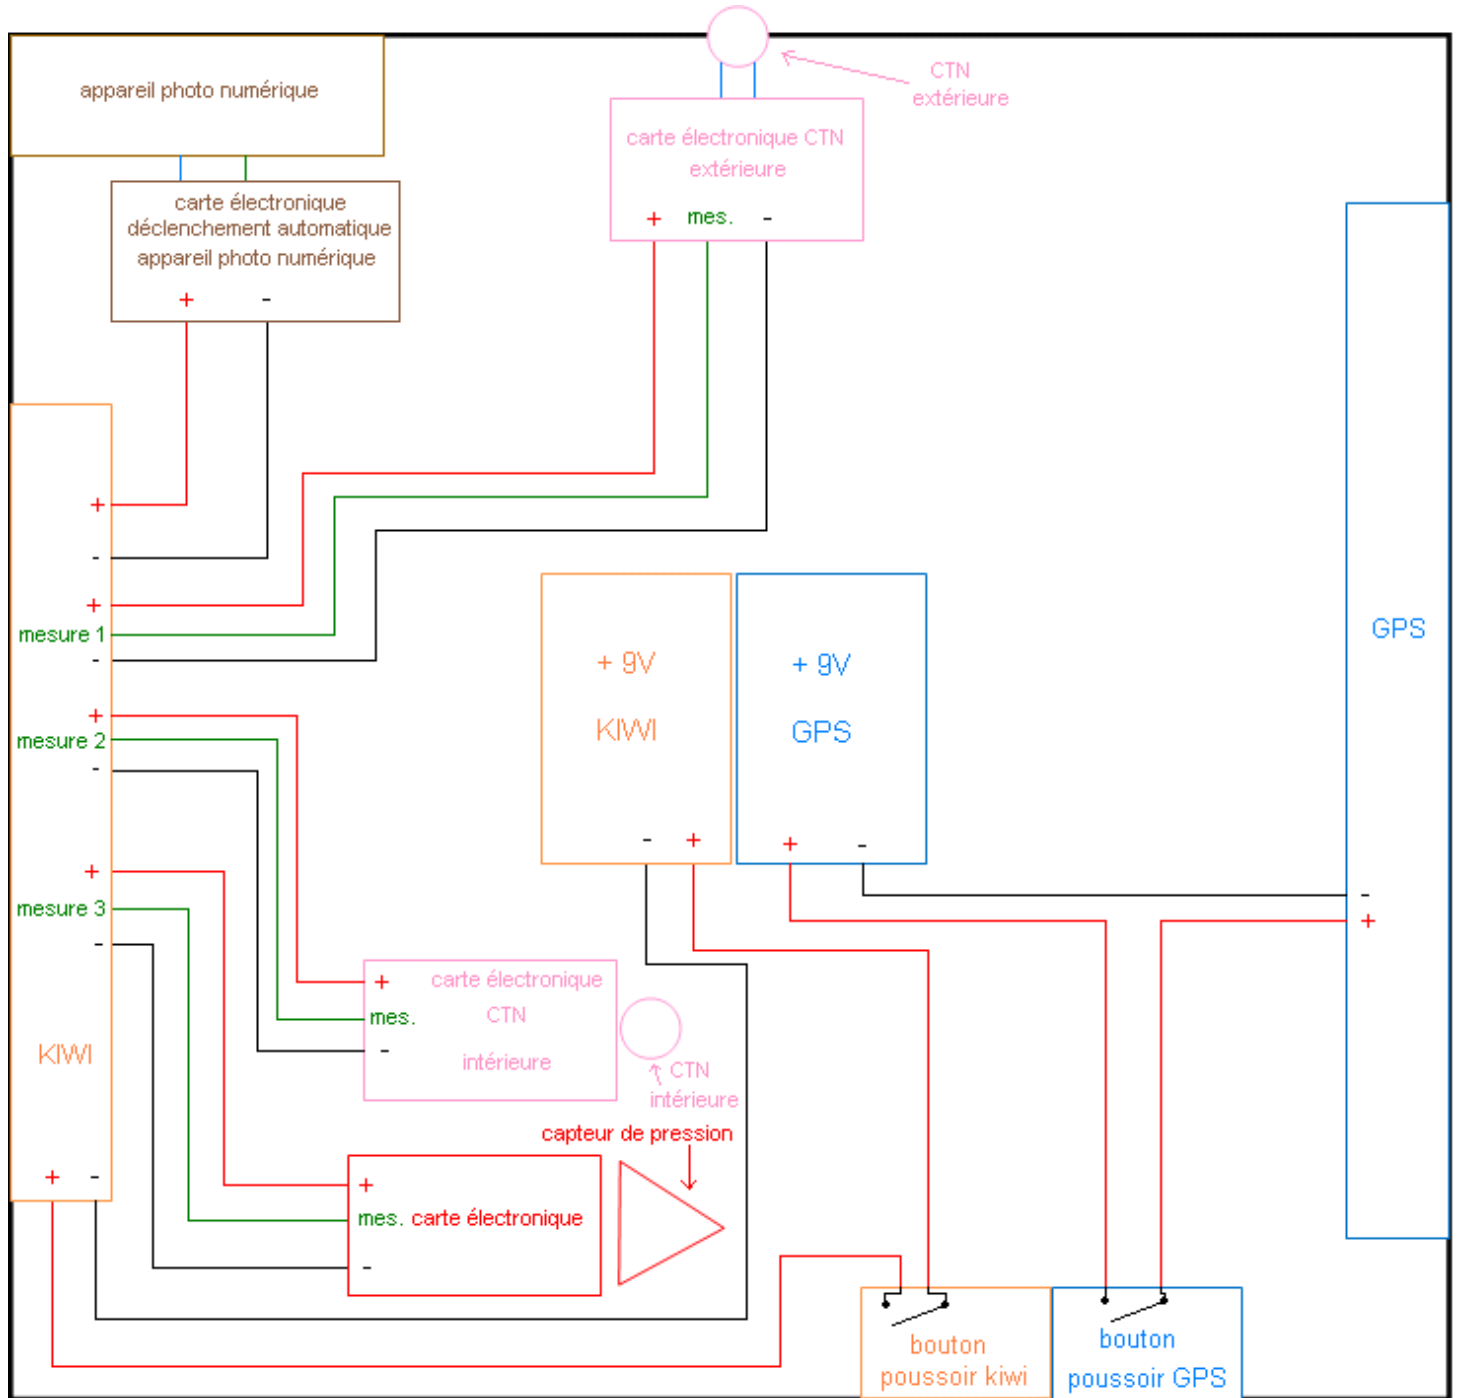 appareil photo numérique
CTN
extérieure
carte électronique CTN
extérieure
+ mes. -
carte électronique
déclenchement automatique
appareil photo numérique
+ -
+
-
+
mesure 1
-
+
mesure 2
-
+
mesure 3
-
KIWI
+ -
+ 9V
KIWI
- +
+ 9V
GPS
+ -
GPS
-
+
+ carte électronique
mes. CTN
-
intérieure
CTN
intérieure
capteur de pression
+
mes. carte électronique
-
bouton
poussoir kiwi
bouton
poussoir GPS